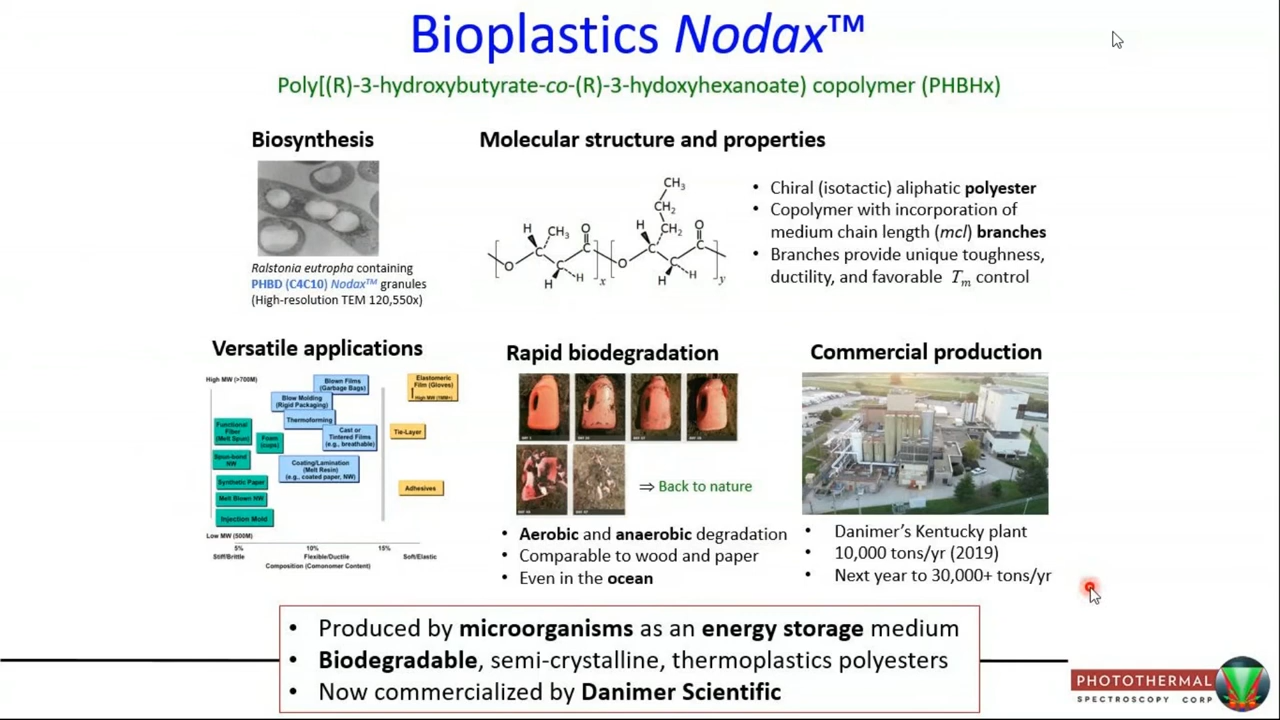 Bioplastics Nodax™
Poly[(R)-3-hydroxybutyrate-co-(R)-3-hydoxyhexanoate) copolymer (PHBHx)
Biosynthesis
Ralstonia eutropha containing
PHBD (C4C10) Nodax™ granules
(High-resolution TEM 120,550x)
Molecular structure and properties
CH3
CH2
H
CH3
O
H
CH2
O
O
C
C
C
H
H
x
O
C
C
C
H
H
y
• Chiral (isotactic) aliphatic polyester
• Copolymer with incorporation of
medium chain length (mcl) branches
• Branches provide unique toughness,
ductility, and favorable Tm control
Versatile applications
High MW (>700M)
Blown Films
(Garbage Bags)
Elastomeric
Film (Gloves)
Blow Molding
(Rigid Packaging)
Thermoforming
Functional
Fiber
(Melt Spun)
Foam
(cups)
Cast or
Tintered Films
(e.g., breathable)
Tie-Layer
Spun-bond
NW
Coating/Lamination
(Melt Resin)
(e.g., coated paper, NW)
Synthetic Paper
Adhesives
Melt Blown NW
Injection Mold
Low MW (500M)
5%
10%
15%
Stiff/Brittle
Flexible/Ductile
Soft/Elastic
Composition (Comonomer Content)
Rapid biodegradation
⇒ Back to nature
• Aerobic and anaerobic degradation
• Comparable to wood and paper
• Even in the ocean
Commercial production
• Danimer's Kentucky plant
• 10,000 tons/yr (2019)
• Next year to 30,000+ tons/yr
• Produced by microorganisms as an energy storage medium
• Biodegradable, semi-crystalline, thermoplastics polyesters
• Now commercialized by Danimer Scientific
PHOTOTHERMAL
SPECTROSCOPY CORP